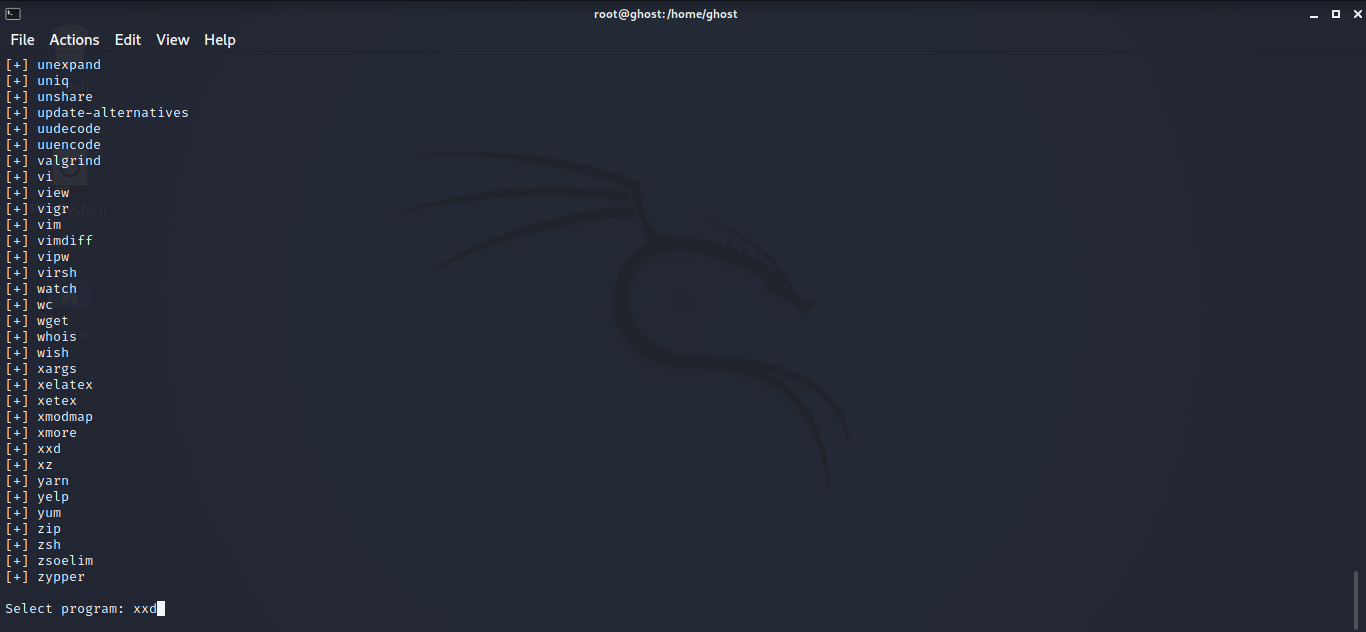 root@ghost:/home/ghost
File Actions Edit View Help
[+] unexpand
[+] uniq
[+] unshare
[+] update-alternatives
[+] uudecode
[+] uuencode
[+] valgrind
[+] vi
[+] view
[+] vigr
[+] vim
[+] vimdiff
[+] vipw
[+] virsh
[+] watch
[+] wc
[+] wget
[+] whois
[+] wish
[+] xargs
[+] xelatex
[+] xetex
[+] xmodmap
[+] xmore
[+] xxd
[+] xz
[+] yarn
[+] yelp
[+] yum
[+] zip
[+] zsh
[+] zsoelim
[+] zypper
Select program: xxd